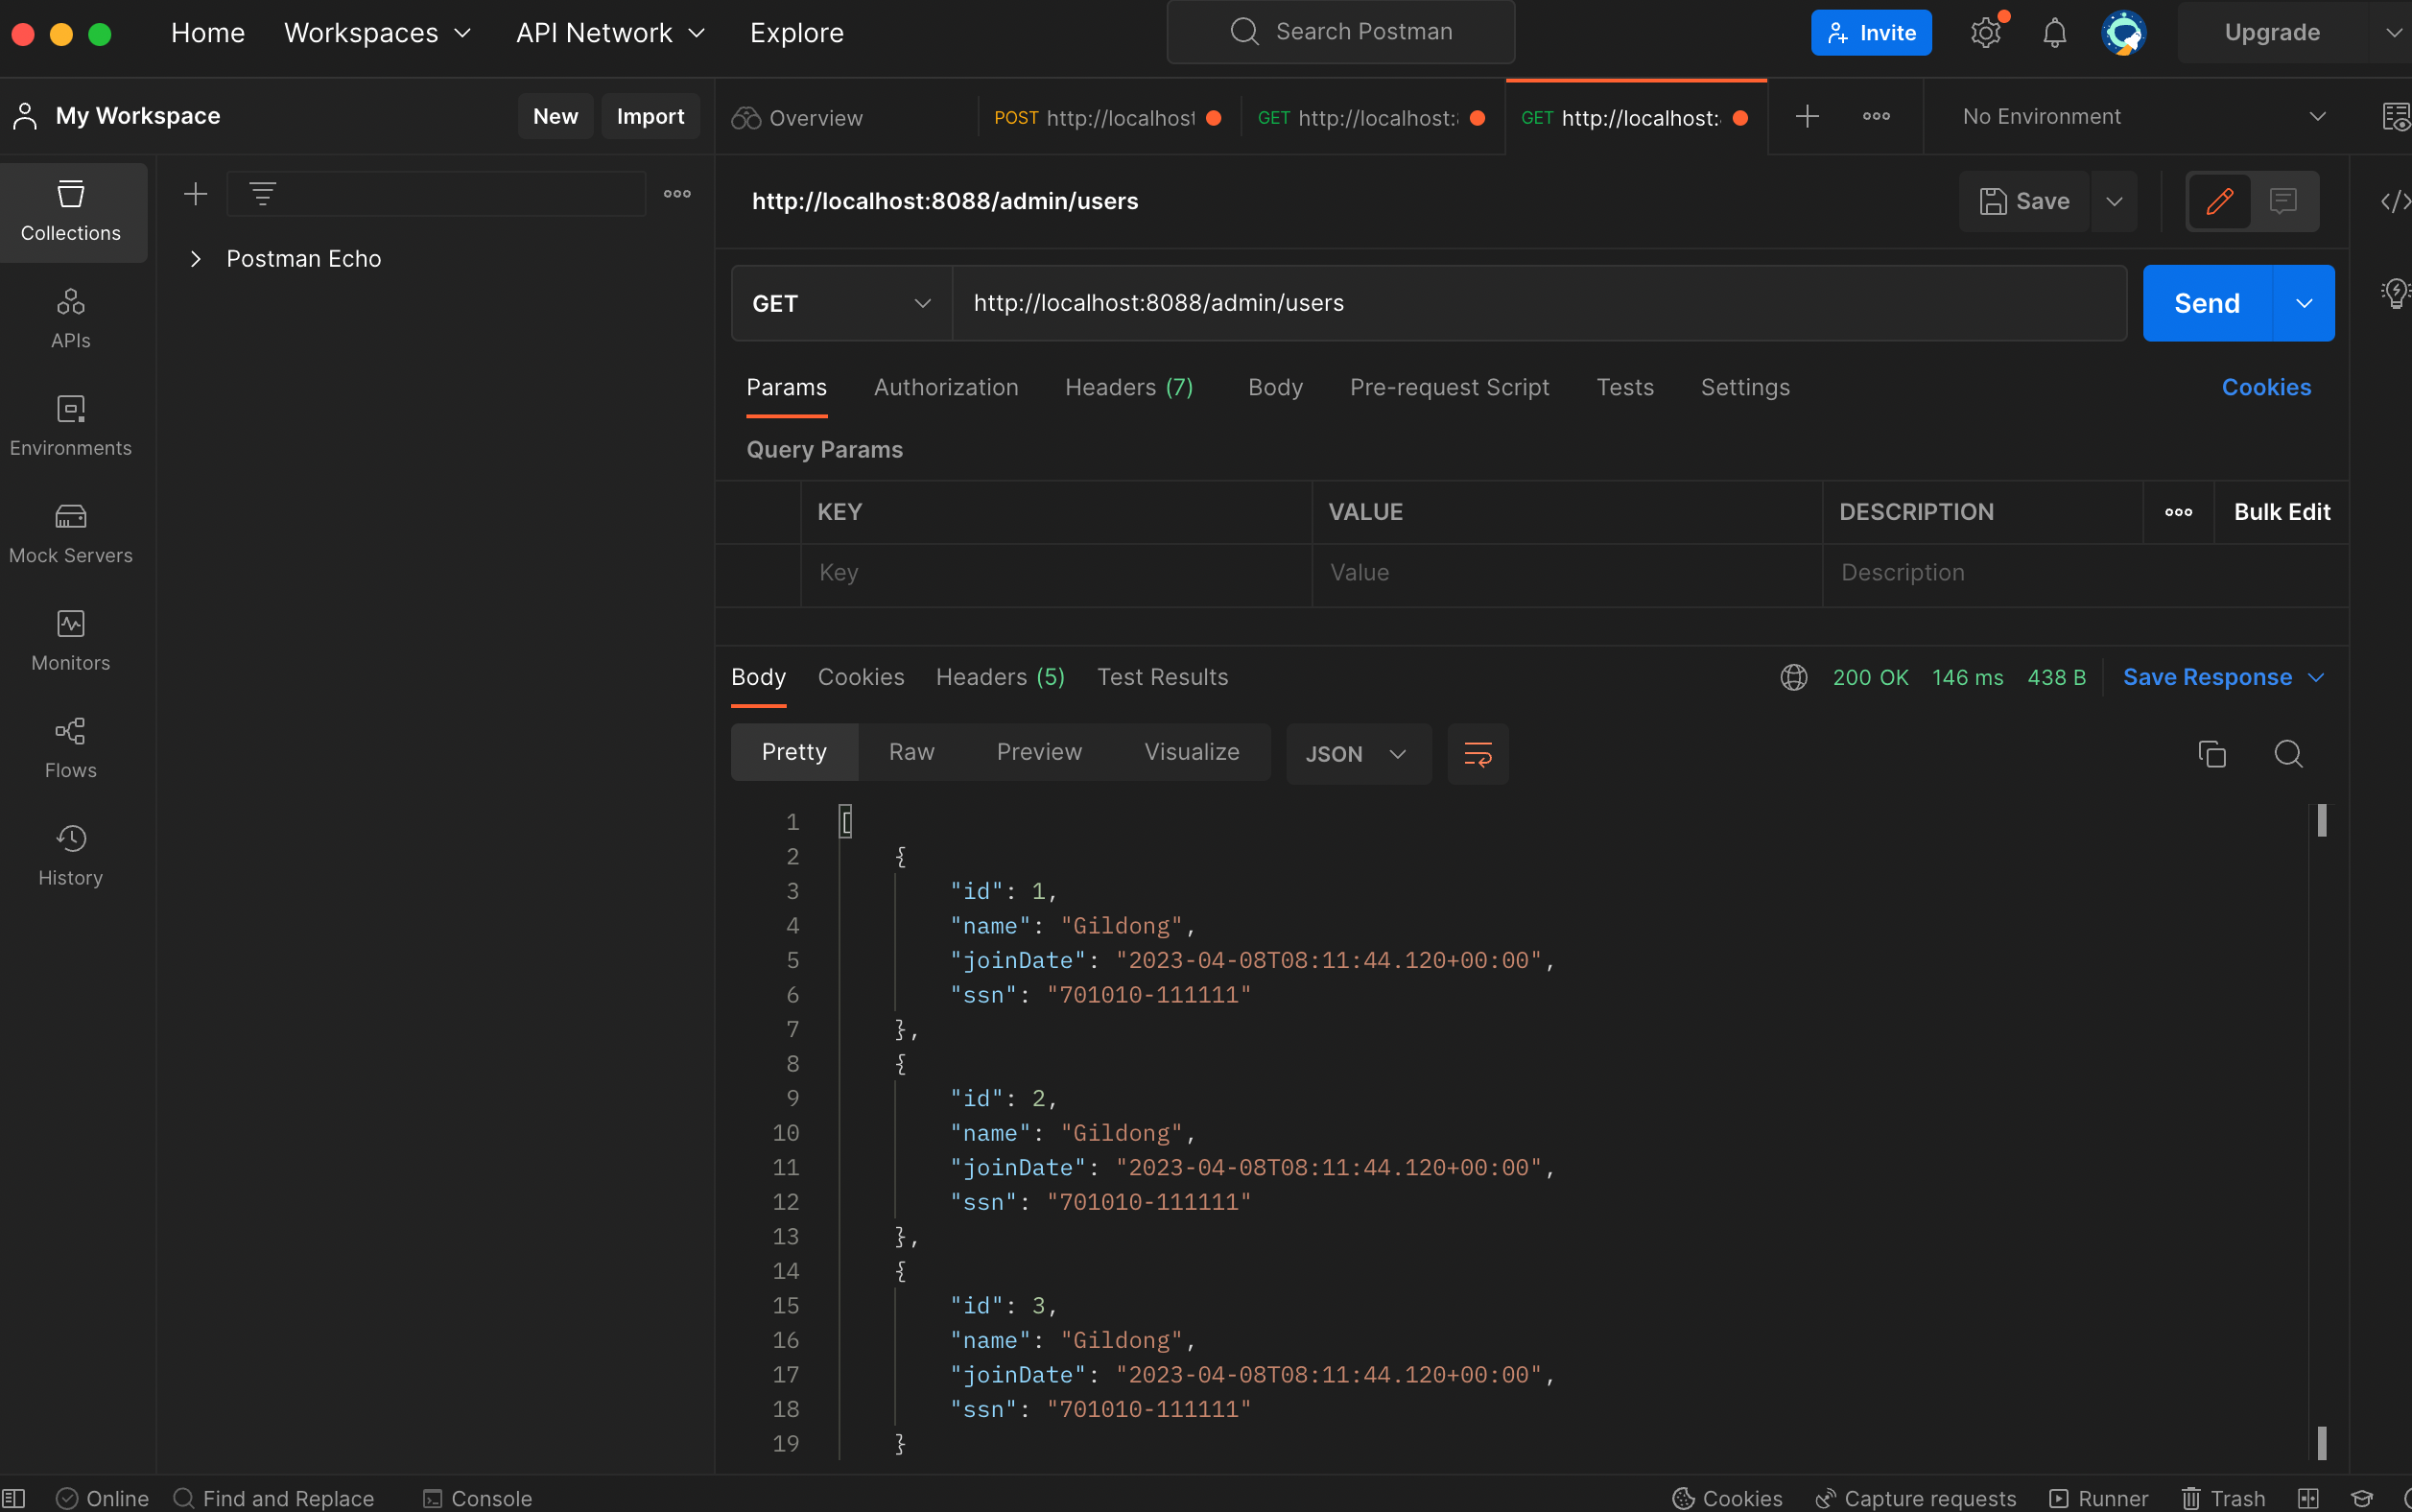 Home Workspaces API Network Explore Search Postman Invite Upgrade
My Workspace New Import Overview POST http://localhost GET http://localhost: GET http://localhost: No Environment
Collections
APIs
Environments
Mock Servers
Monitors
Flows
History
Postman Echo
http://localhost:8088/admin/users Save
GET http://localhost:8088/admin/users Send
Params Authorization Headers (7) Body Pre-request Script Tests Settings Cookies
Query Params
KEY VALUE DESCRIPTION Bulk Edit
Key Value Description
Body Cookies Headers (5) Test Results 200 OK 146 ms 438 B Save Response
Pretty Raw Preview Visualize JSON
1 [
2 {
3 "id": 1,
4 "name": "Gildong",
5 "joinDate": "2023-04-08T08:11:44.120+00:00",
6 "ssn": "701010-111111"
7 },
8 {
9 "id": 2,
10 "name": "Gildong",
11 "joinDate": "2023-04-08T08:11:44.120+00:00",
12 "ssn": "701010-111111"
13 },
14 {
15 "id": 3,
16 "name": "Gildong",
17 "joinDate": "2023-04-08T08:11:44.120+00:00",
18 "ssn": "701010-111111"
19 }
Online Find and Replace Console Cookies Capture requests Runner Trash